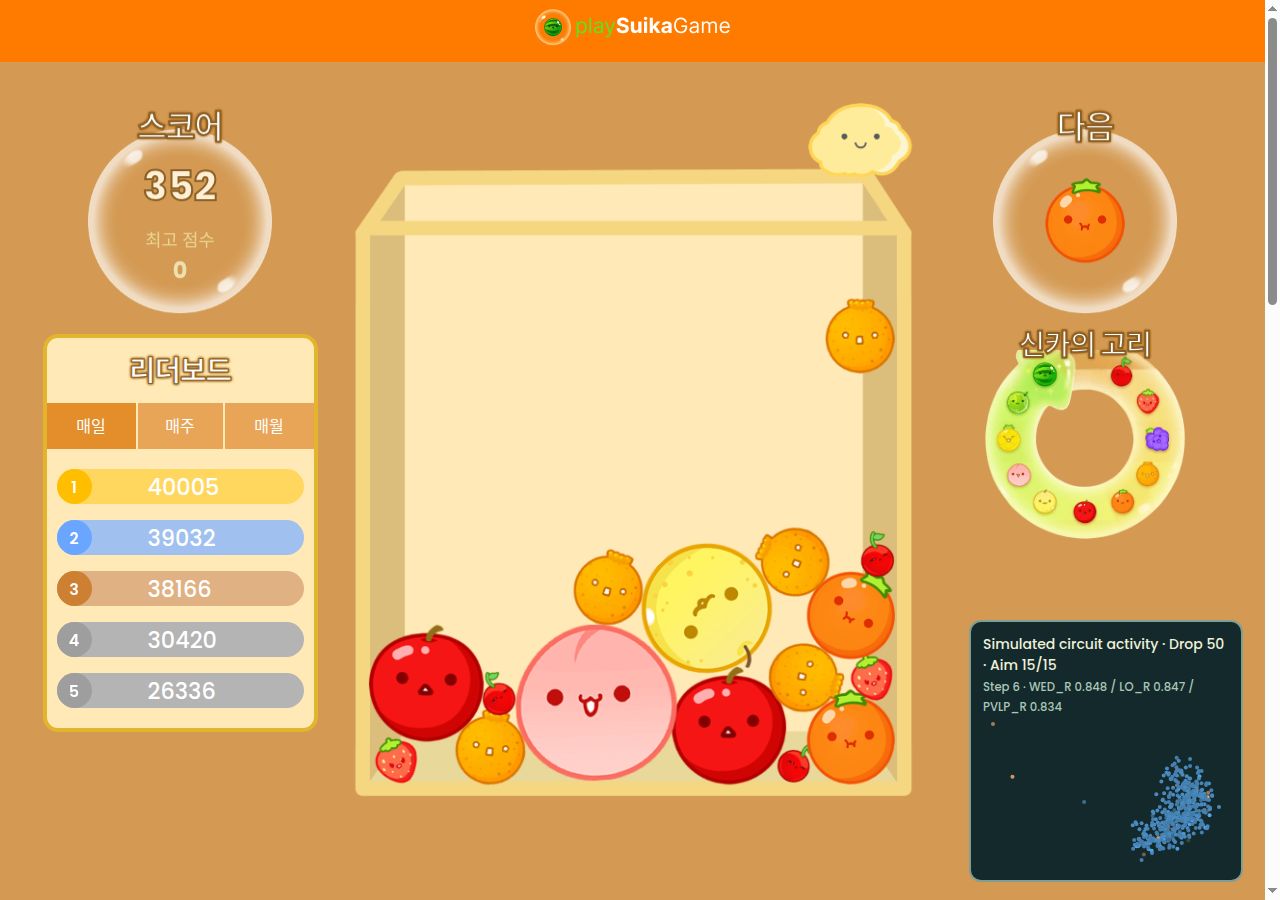 playSuikaGame
스코어
352
최고 점수
0
다음
리더보드
매일 매주 매월
1 40005
2 39032
3 38166
4 30420
5 26336
신카의 고리
Simulated circuit activity · Drop 50
· Aim 15/15
Step 6 · WED_R 0.848 / LO_R 0.847 /
PVLP_R 0.834